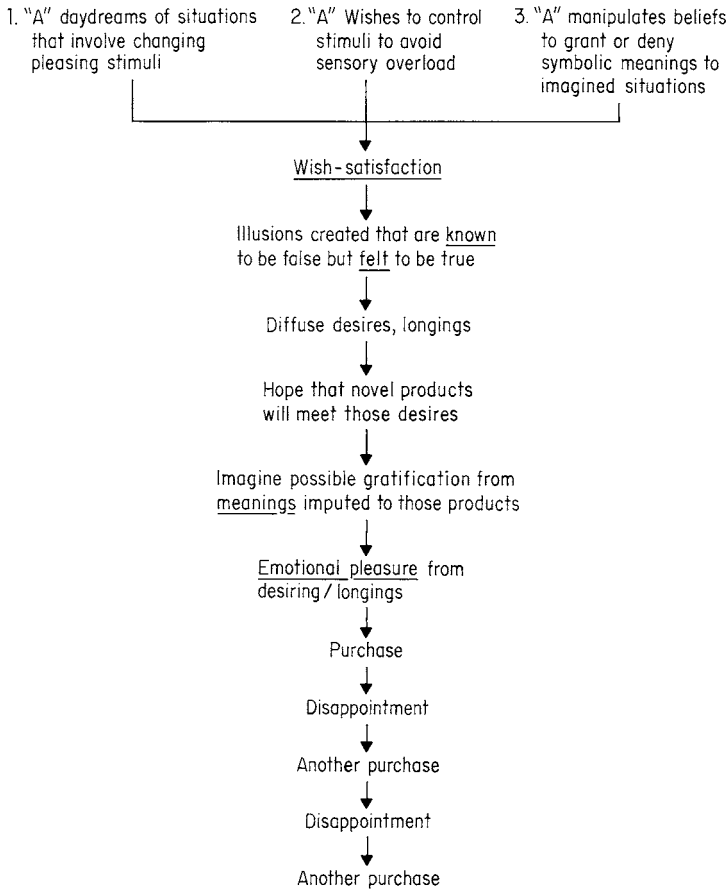 1. "A" daydreams of situations
that involve changing
pleasing stimuli
2. "A" Wishes to control
stimuli to avoid
sensory overload
3. "A" manipulates beliefs
to grant or deny
symbolic meanings to
imagined situations
Wish-satisfaction
Illusions created that are known
to be false but felt to be true
Diffuse desires, longings
Hope that novel products
will meet those desires
Imagine possible gratification from
meanings imputed to those products
Emotional pleasure from
desiring/longings
Purchase
Disappointment
Another purchase
Disappointment
Another purchase